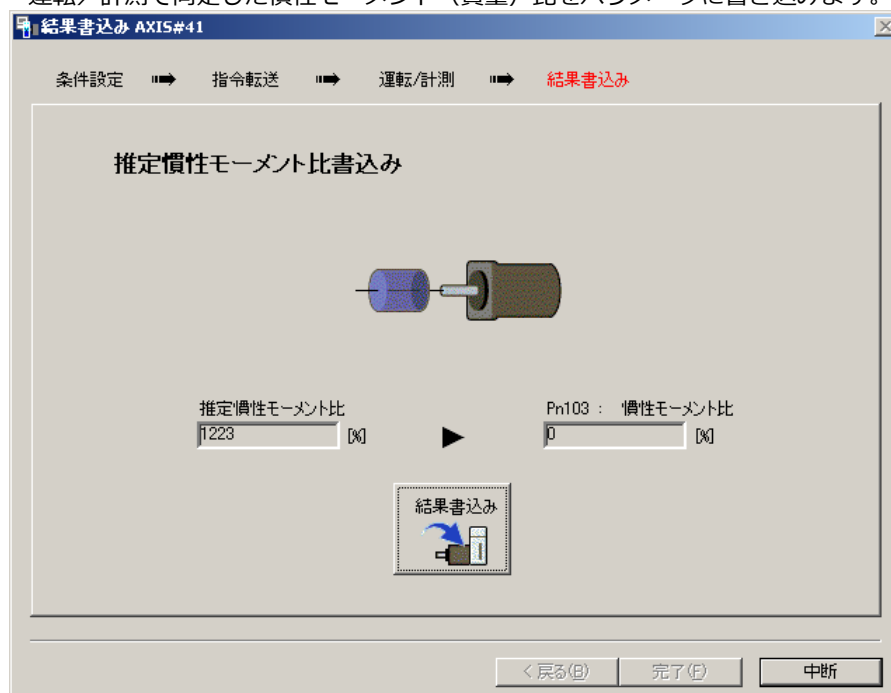 運転／計測で同定した慣性モーメント（質量）比をパラメータに書き込みます。
結果書込み AXIS#41
条件設定 ➡ 指令転送 ➡ 運転/計測 ➡ 結果書込み
推定慣性モーメント比書込み
推定慣性モーメント比
1223 [%]
Pn103 : 慣性モーメント比
0 [%]
結果書込み
< 戻る(B)
完了(F)
中断